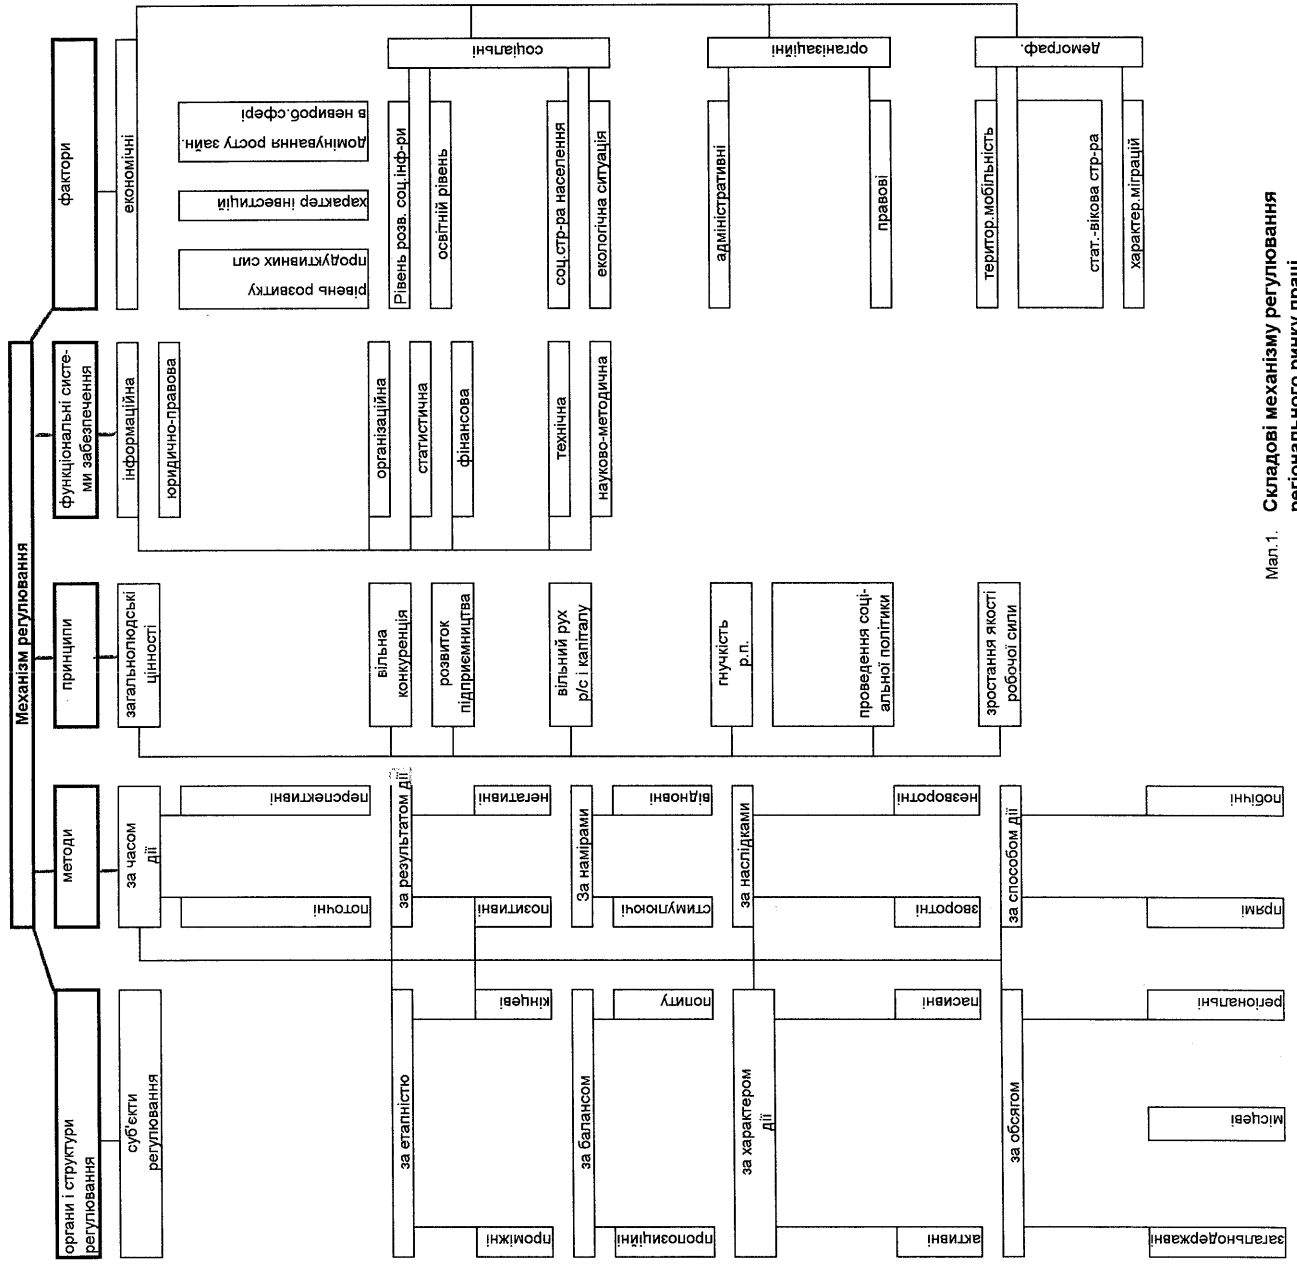 Механізм регулювання
органи і структури
регулювання
методи
принципи
функціональні систе-
ми забезпечення
фактори
суб'єкти
регулювання
за часом
дії
поточні
перспективні
за етапністю
проміжні
кінцеві
за результатом дії
позитивні
негативні
за балансом
пропозиційні
попиту
За намірами
стимулюючі
відновні
за характером
дії
активні
пасивні
за наслідками
зворотні
незворотні
за обсягом
загальнодержавні
місцеві
регіональні
за способом дії
прямі
побічні
загальнолюдські
цінності
вільна
конкуренція
розвиток
підприємництва
вільний рух
р/с і капіталу
гнучкість
р.п.
проведення соці-
альної політики
зростання якості
робочої сили
інформаційна
юридично-правова
організаційна
статистична
фінансова
технічна
науково-методична
економічні
рівень розвитку
продуктивних сил
характер інвестицій
домінування росту зайн.
в невироб.сфері
соціальні
Рівень розв. соц.інф-ри
освітній рівень
соц.стр-ра населення
екологічна ситуація
організаційні
адміністративні
правові
демограф.
територ.мобільність
стат.-вікова стр-ра
характер.міграцій
Мал.1. Складові механізму регулювання
регіонального ринку праці